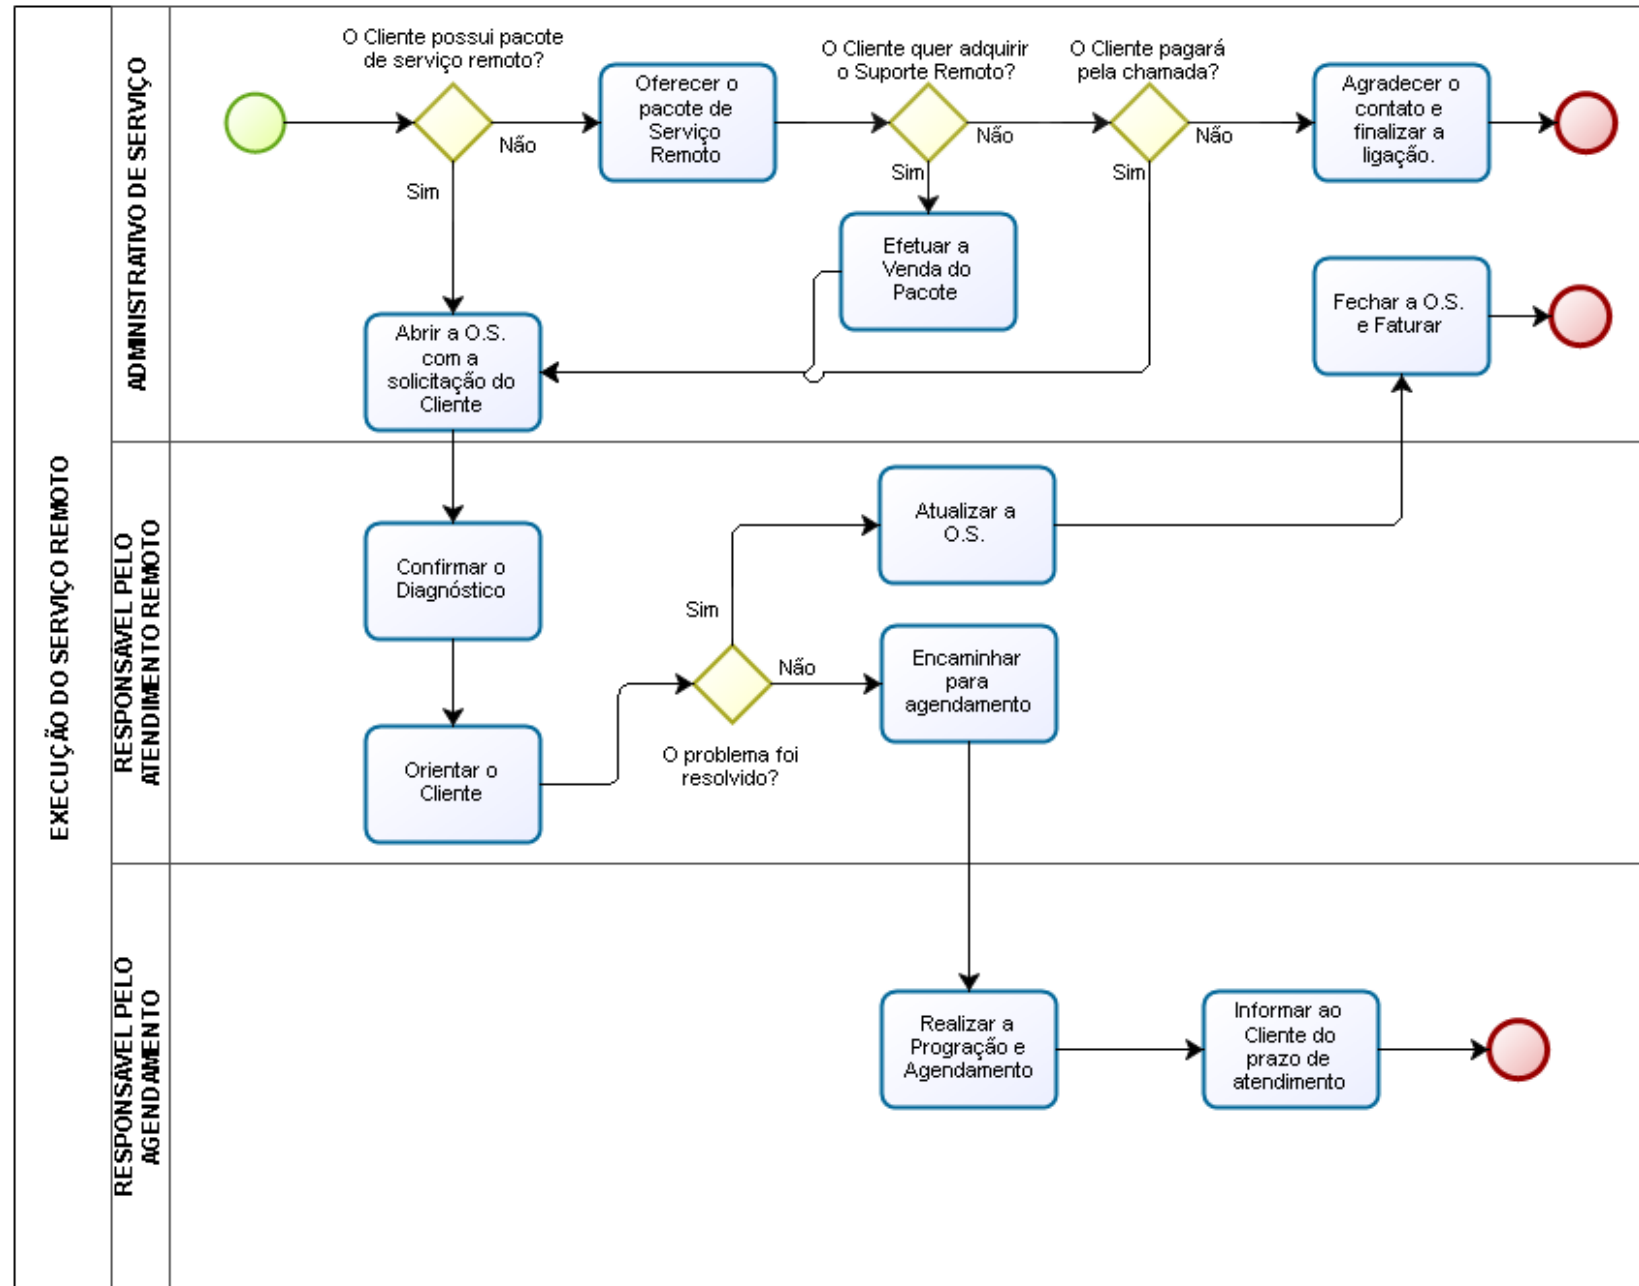 EXECUÇÃO DO SERVIÇO REMOTO
ADMINISTRATIVO DE SERVIÇO
O Cliente possui pacote
de serviço remoto?
Não
Sim
Oferecer o
pacote de
Serviço
Remoto
O Cliente quer adquirir
o Suporte Remoto?
Não
Sim
O Cliente pagará
pela chamada?
Não
Sim
Agradecer o
contato e
finalizar a
ligação.
Efetuar a
Venda do
Pacote
Abrir a O.S.
com a
solicitação do
Cliente
Fechar a O.S.
e Faturar
RESPONSÁVEL PELO
ATENDIMENTO REMOTO
Confirmar o
Diagnóstico
Orientar o
Cliente
Sim
Não
O problema foi
resolvido?
Atualizar a
O.S.
Encaminhar
para
agendamento
RESPONSÁVEL PELO
AGENDAMENTO
Realizar a
Progração e
Agendamento
Informar ao
Cliente do
prazo de
atendimento